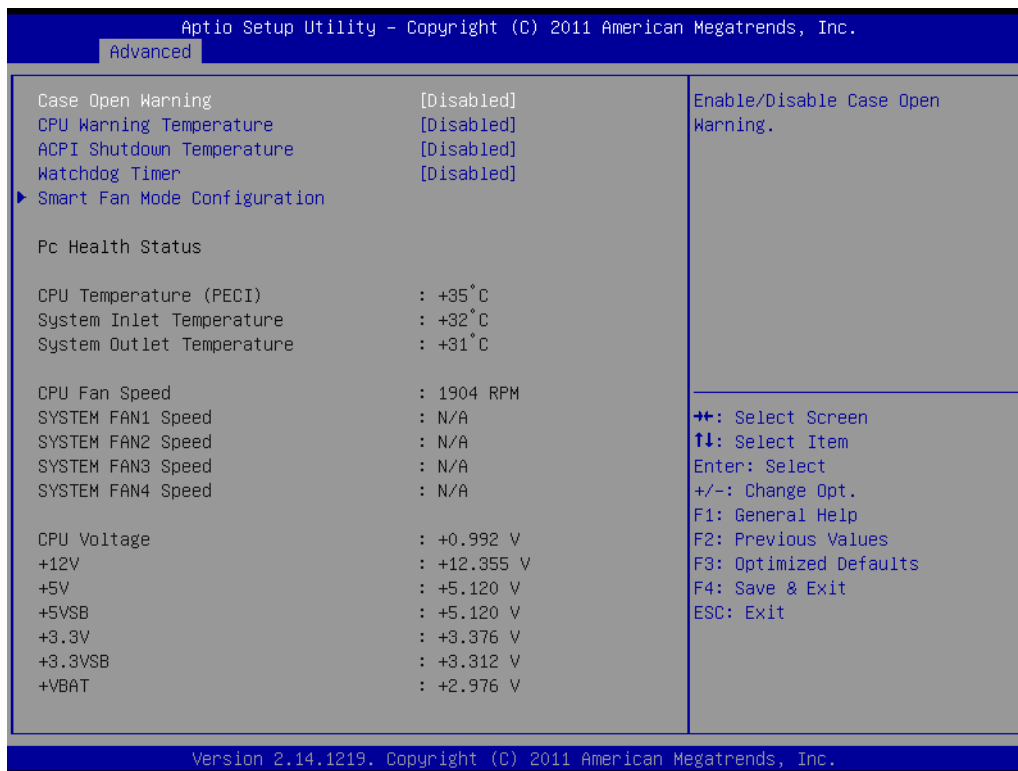 Aptio Setup Utility – Copyright (C) 2011 American Megatrends, Inc.
Advanced
Case Open Warning [Disabled]
CPU Warning Temperature [Disabled]
ACPI Shutdown Temperature [Disabled]
Watchdog Timer [Disabled]
Smart Fan Mode Configuration
Pc Health Status
CPU Temperature (PECI) : +35°C
System Inlet Temperature : +32°C
System Outlet Temperature : +31°C
CPU Fan Speed : 1904 RPM
SYSTEM FAN1 Speed : N/A
SYSTEM FAN2 Speed : N/A
SYSTEM FAN3 Speed : N/A
SYSTEM FAN4 Speed : N/A
CPU Voltage : +0.992 V
+12V : +12.355 V
+5V : +5.120 V
+5VSB : +5.120 V
+3.3V : +3.376 V
+3.3VSB : +3.312 V
+VBAT : +2.976 V
Enable/Disable Case Open
Warning.
→←: Select Screen
↑↓: Select Item
Enter: Select
+/-: Change Opt.
F1: General Help
F2: Previous Values
F3: Optimized Defaults
F4: Save & Exit
ESC: Exit
Version 2.14.1219. Copyright (C) 2011 American Megatrends, Inc.